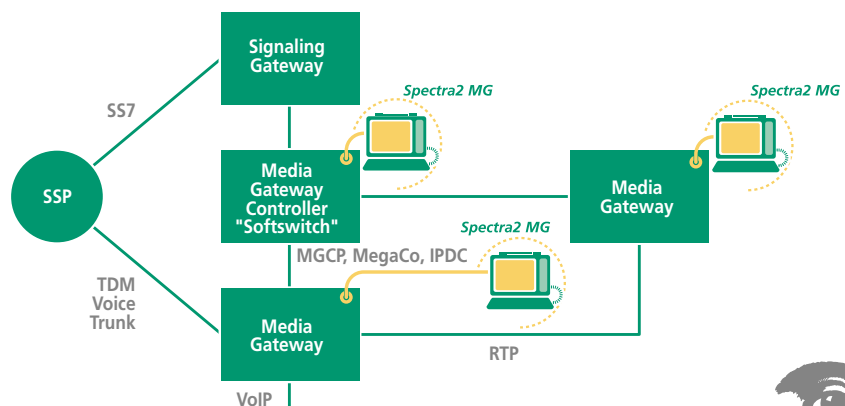 Signaling
Gateway
Spectra2 MG
Spectra2 MG
SS7
SSP
Media
Gateway
Controller
"Softswitch"
Media
Gateway
Spectra2 MG
MGCP, MegaCo, IPDC
TDM
Voice
Trunk
Media
Gateway
RTP
VoIP